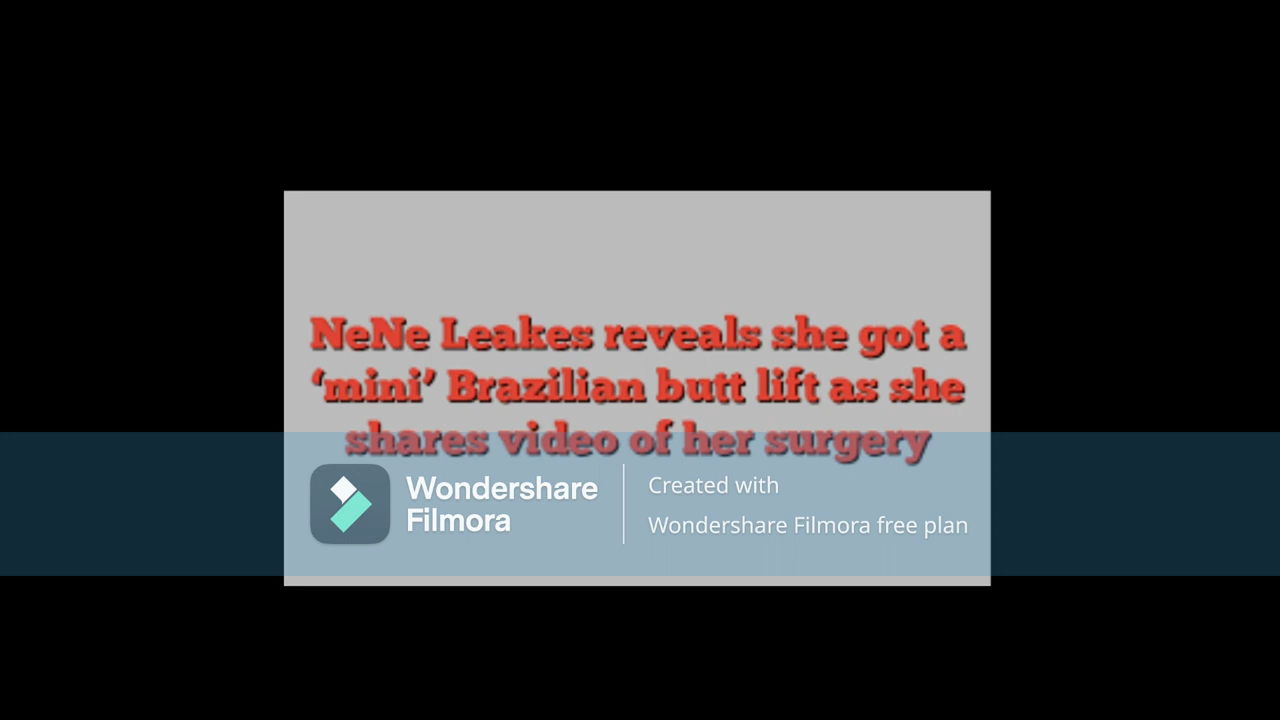 NeNe Leakes reveals she got a
‘mini’ Brazilian butt lift as she
shares video of her surgery
Wondershare
Filmora
Created with
Wondershare Filmora free plan